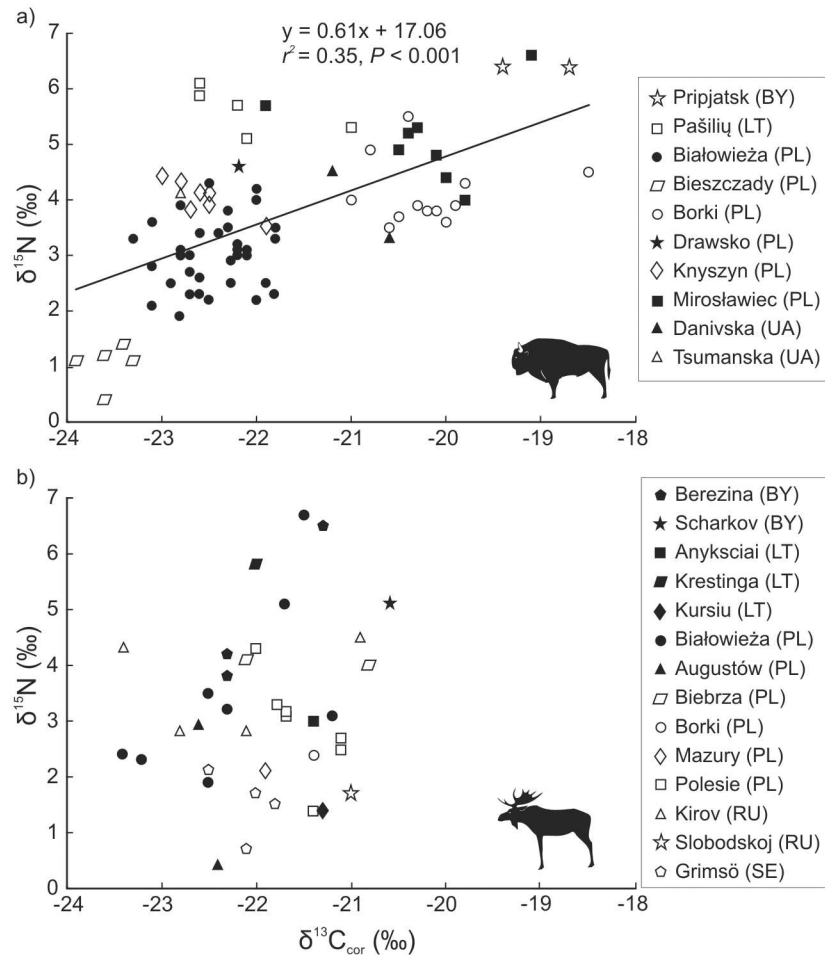 a)
y = 0.61x + 17.06
r² = 0.35, P < 0.001
7
6
5
4
3
2
1
0
δ¹⁵N (‰)
-24
-23
-22
-21
-20
-19
-18
Pripjatsk (BY)
Pašilių (LT)
Białowieża (PL)
Bieszczady (PL)
Borki (PL)
Drawsko (PL)
Knyszyn (PL)
Mirosławiec (PL)
Danivska (UA)
Tsumanska (UA)
b)
7
6
5
4
3
2
1
0
δ¹⁵N (‰)
-24
-23
-22
-21
-20
-19
-18
δ¹³Ccor (‰)
Berezina (BY)
Scharkov (BY)
Anyksciai (LT)
Krestinga (LT)
Kursiu (LT)
Białowieża (PL)
Augustów (PL)
Biebrza (PL)
Borki (PL)
Mazury (PL)
Polesie (PL)
Kirov (RU)
Slobodskoj (RU)
Grimsö (SE)